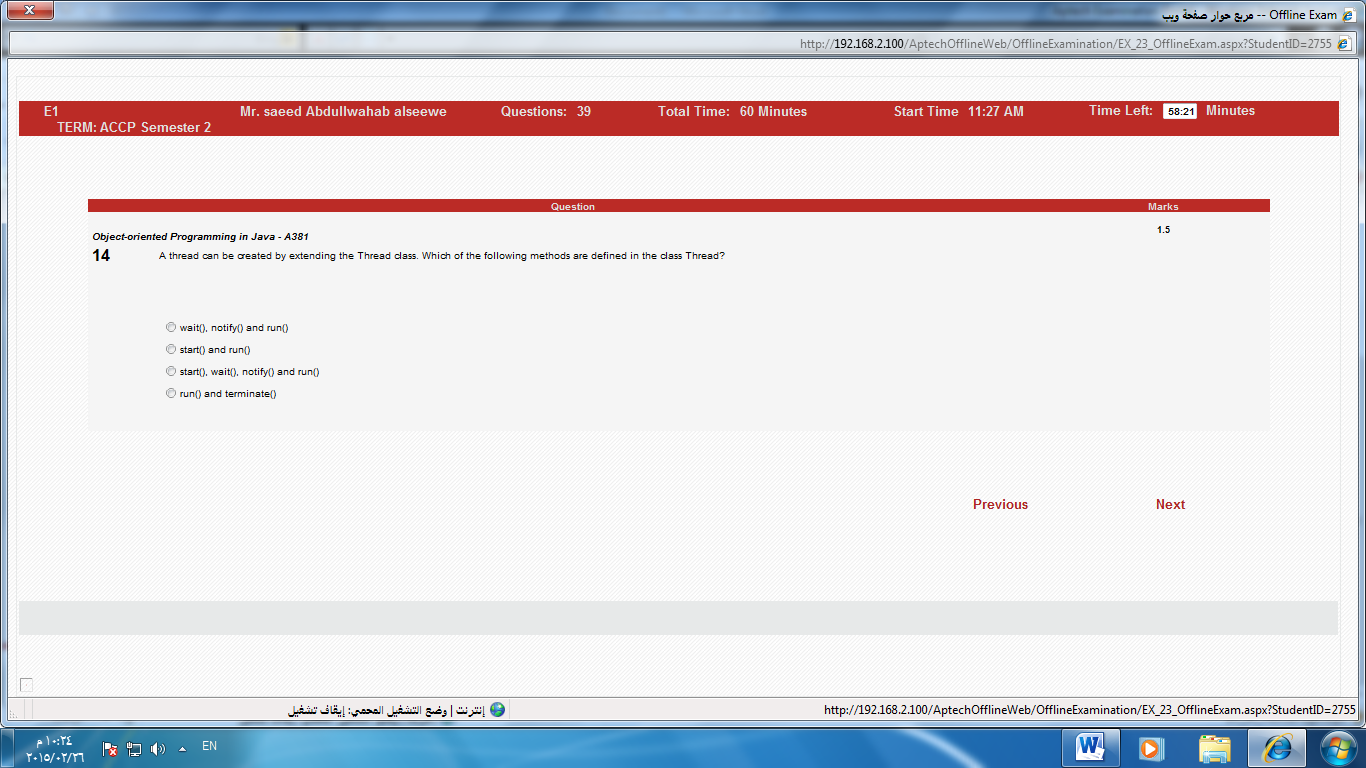 مربع حوار صفحة ويب -- Offline Exam
http://192.168.2.100/AptechOfflineWeb/OfflineExamination/EX_23_OfflineExam.aspx?StudentID=2755
E1 Mr. saeed Abdullwahab alseewe Questions: 39 Total Time: 60 Minutes Start Time 11:27 AM Time Left: 58:21 Minutes
TERM: ACCP Semester 2
Question Marks
1.5
Object-oriented Programming in Java - A381
14 A thread can be created by extending the Thread class. Which of the following methods are defined in the class Thread?
wait(), notify() and run()
start() and run()
start(), wait(), notify() and run()
run() and terminate()
Previous Next
إنترنت | وضع التشغيل المحمي: إيقاف تشغيل
http://192.168.2.100/AptechOfflineWeb/OfflineExamination/EX_23_OfflineExam.aspx?StudentID=2755
١٠:٢٤ م
٢٠١٥/٠٢/٢٦
EN